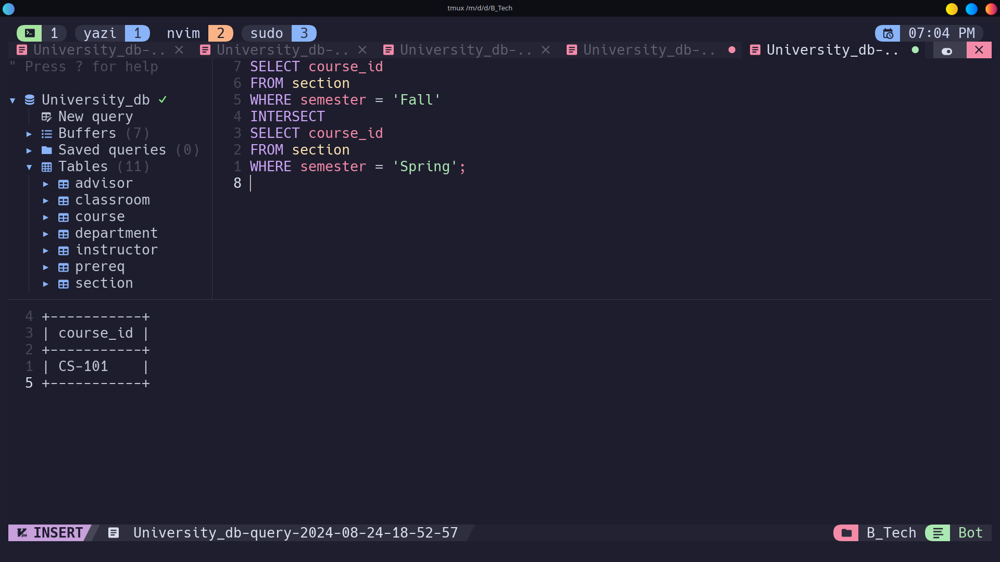 tmux /m/d/d/B_Tech
1 yazi 1 nvim 2 sudo 3 07:04 PM
University_db-.. University_db-.. University_db-.. University_db-.. University_db-..
" Press ? for help
University_db
New query
Buffers (7)
Saved queries (0)
Tables (11)
advisor
classroom
course
department
instructor
prereq
section
7 SELECT course_id
6 FROM section
5 WHERE semester = 'Fall'
4 INTERSECT
3 SELECT course_id
2 FROM section
1 WHERE semester = 'Spring';
8
4 +-----------+
3 | course_id |
2 +-----------+
1 | CS-101    |
5 +-----------+
INSERT University_db-query-2024-08-24-18-52-57 B_Tech Bot